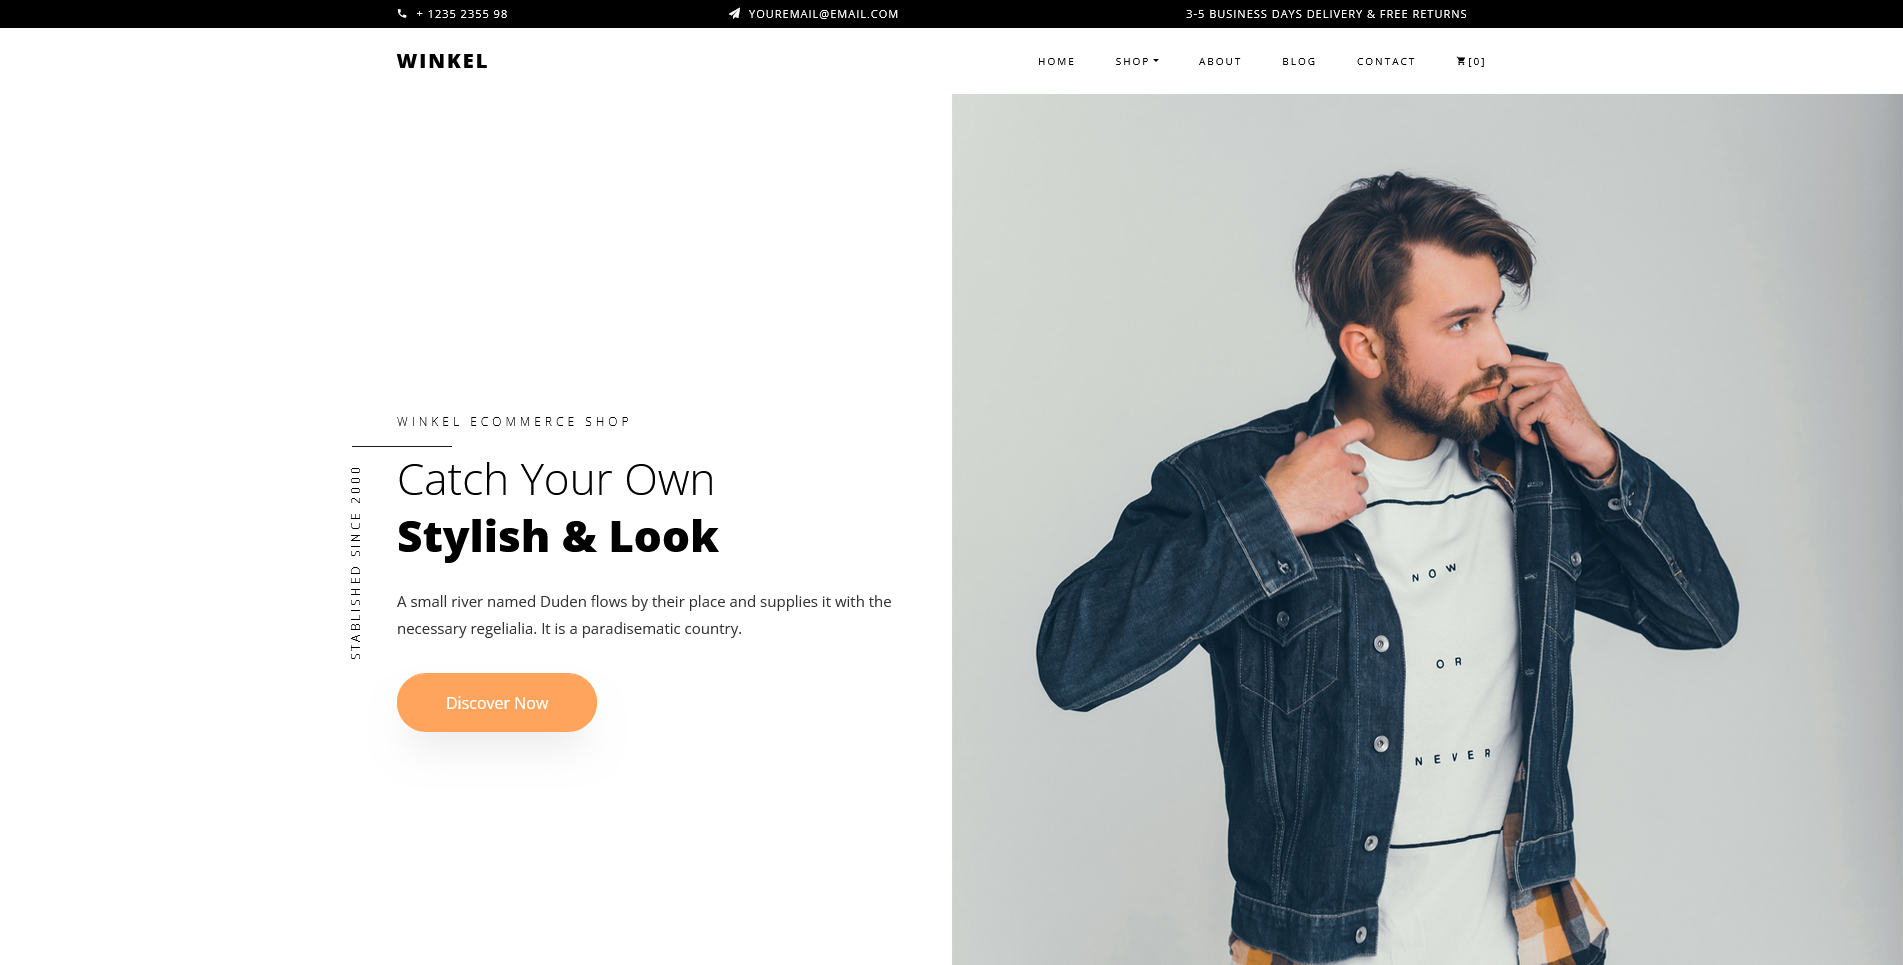 + 1235 2355 98
YOUREMAIL@EMAIL.COM
3-5 BUSINESS DAYS DELIVERY & FREE RETURNS
WINKEL
HOME
SHOP
ABOUT
BLOG
CONTACT
[0]
WINKEL ECOMMERCE SHOP
STABLISHED SINCE 2000
Catch Your Own
Stylish & Look
A small river named Duden flows by their place and supplies it with the
necessary regelialia. It is a paradisematic country.
Discover Now
NOW
OR
NEVER